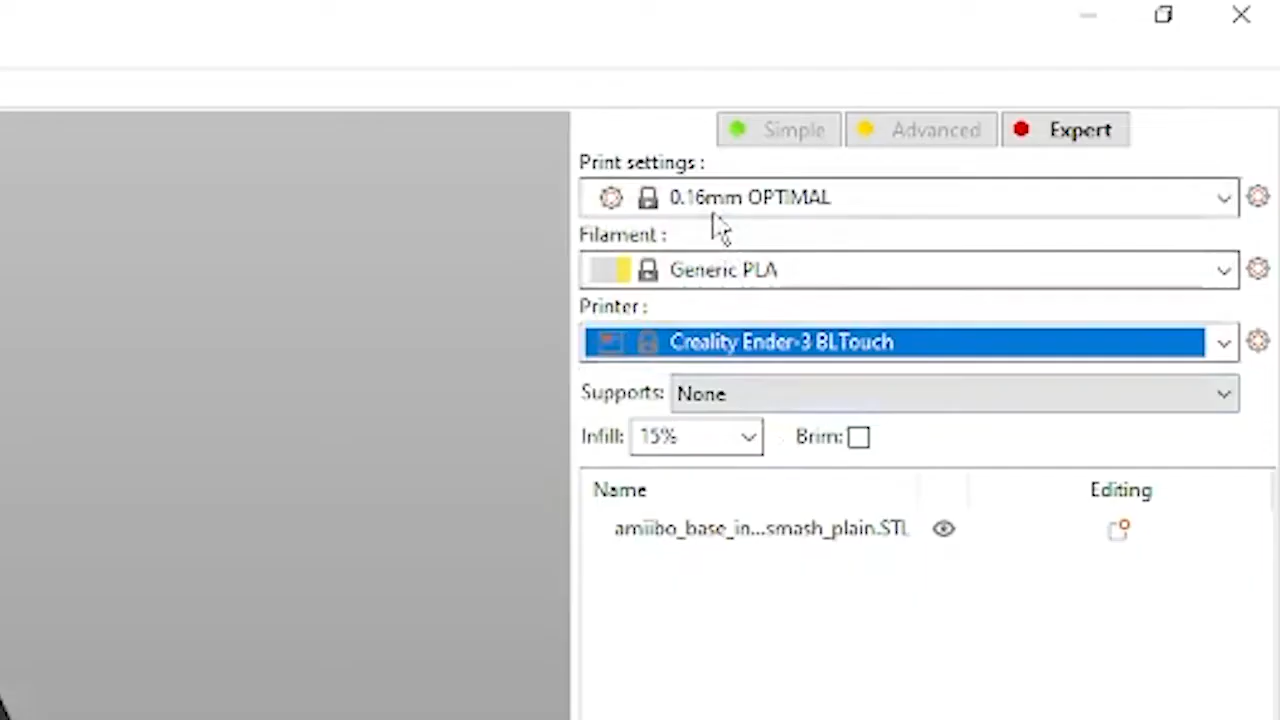 Simple Advanced Expert
Print settings :
0.16mm OPTIMAL
Filament :
Generic PLA
Printer :
Creality Ender-3 BLTouch
Supports: None
Infill: 15% Brim:
Name Editing
amiibo_base_in...smash_plain.STL